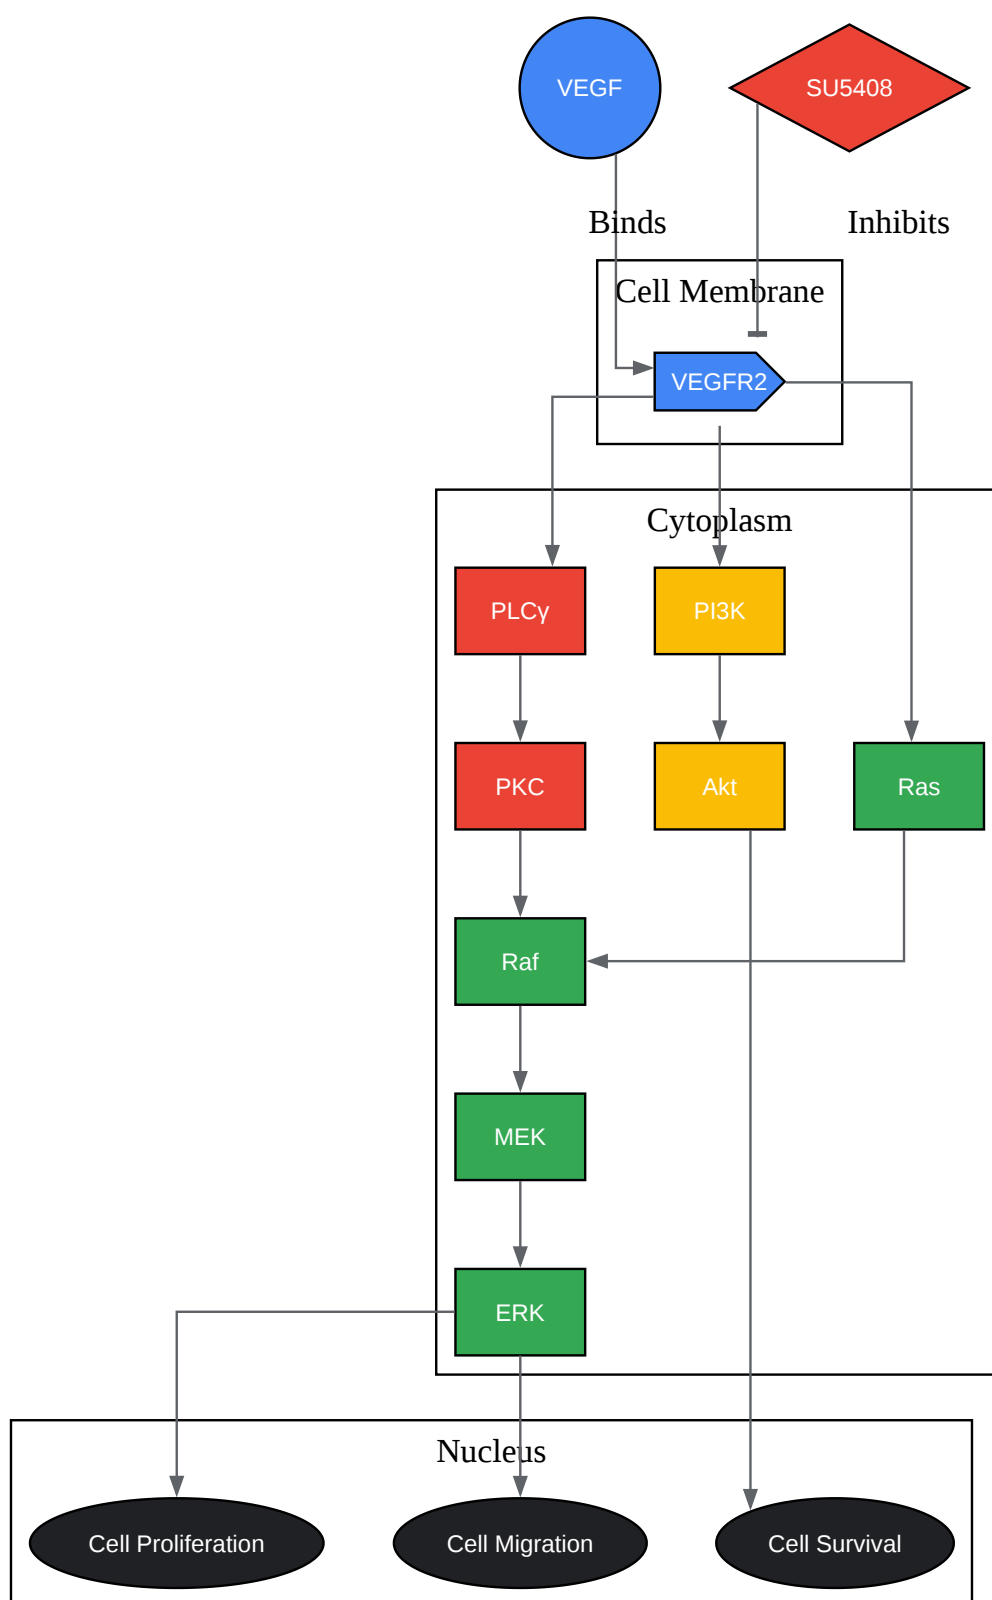 VEGF
SU5408
Binds
Inhibits
Cell Membrane
VEGFR2
Cytoplasm
PLCγ
PI3K
PKC
Akt
Ras
Raf
MEK
ERK
Nucleus
Cell Proliferation
Cell Migration
Cell Survival